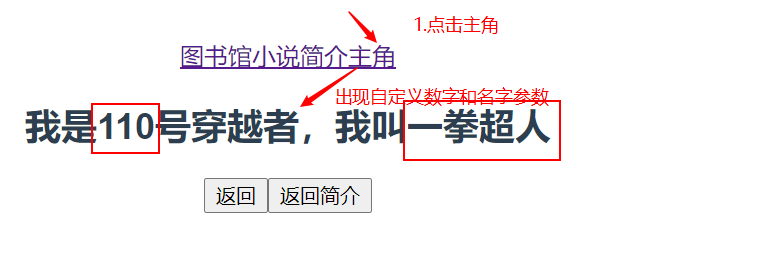 1.点击主角
图书馆小说简介主角
出现自定义数字和名字参数
我是110号穿越者，我叫一拳超人
返回 返回简介